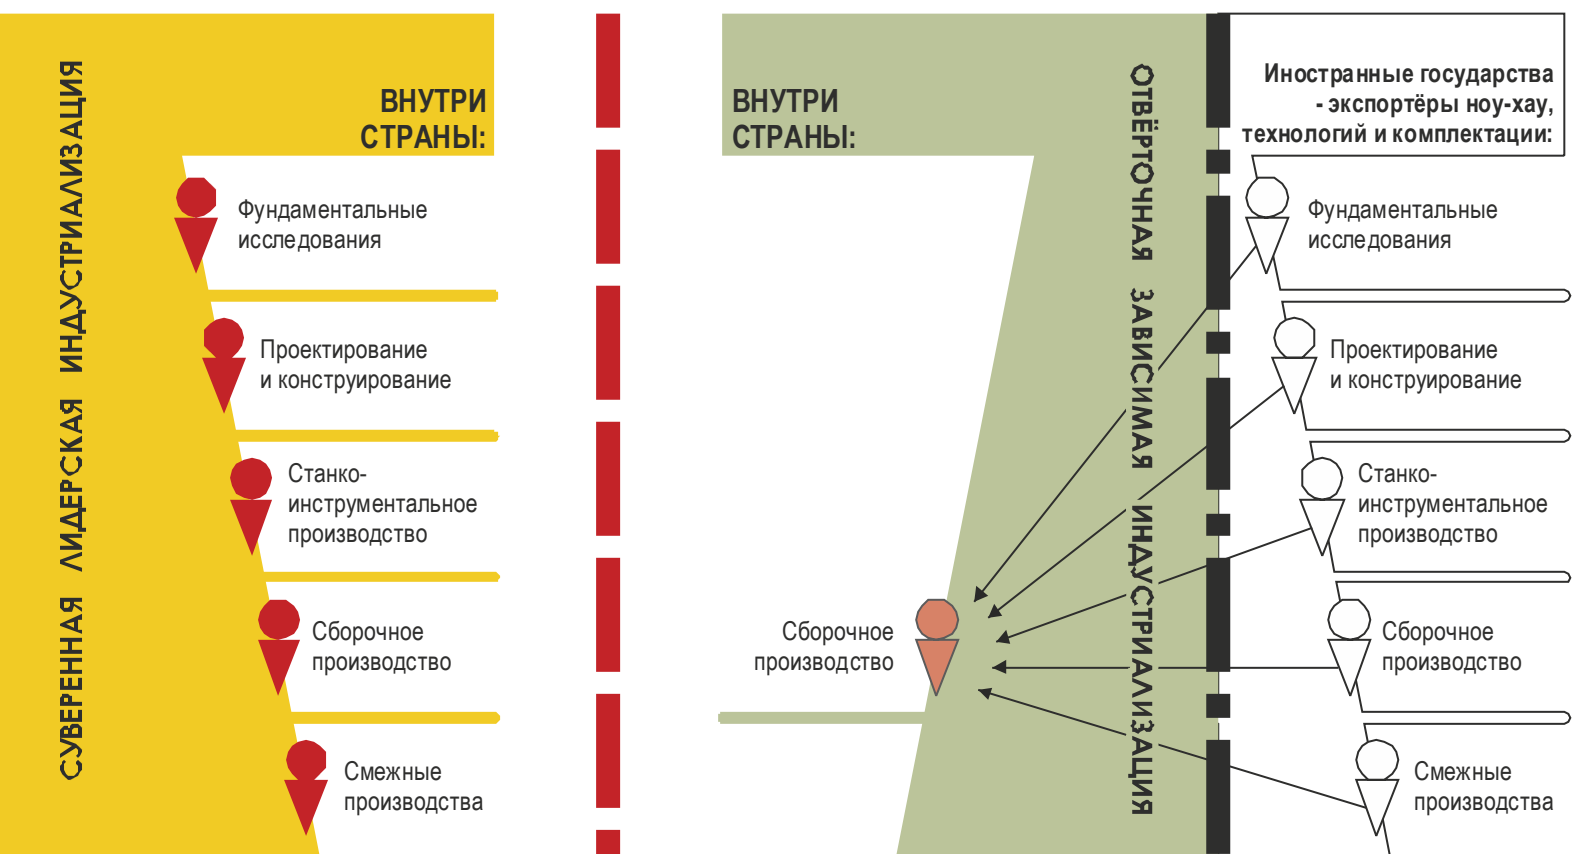 СУВЕРЕННАЯ ЛИДЕРСКАЯ ИНДУСТРИАЛИЗАЦИЯ
ВНУТРИ
СТРАНЫ:
Фундаментальные
исследования
Проектирование
и конструирование
Станко-
инструментальное
производство
Сборочное
производство
Смежные
производства
ВНУТРИ
СТРАНЫ:
Сборочное
производство
ОТВЁРТОЧНАЯ ЗАВИСИМАЯ ИНДУСТРИАЛИЗАЦИЯ
Иностранные государства
- экспортёры ноу-хау,
технологий и комплектации:
Фундаментальные
исследования
Проектирование
и конструирование
Станко-
инструментальное
производство
Сборочное
производство
Смежные
производства